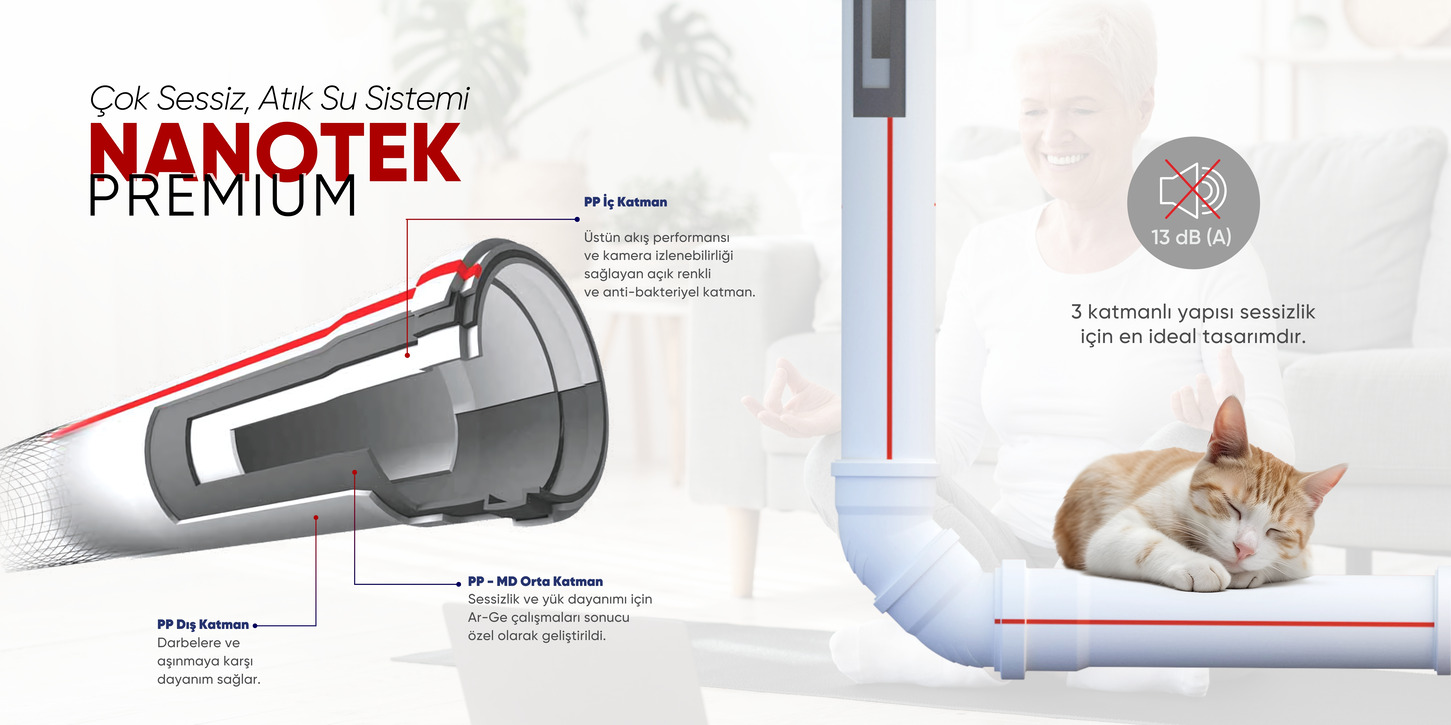 Çok Sessiz, Atık Su Sistemi
NANOTEK
PREMIUM
PP İç Katman
Üstün akış performansı
ve kamera izlenebilirliği
sağlayan açık renkli
ve anti-bakteriyel katman.
13 dB (A)
3 katmanlı yapısı sessizlik
için en ideal tasarımdır.
PP - MD Orta Katman
Sessizlik ve yük dayanımı için
Ar-Ge çalışmaları sonucu
özel olarak geliştirildi.
PP Dış Katman
Darbelere ve
aşınmaya karşı
dayanım sağlar.